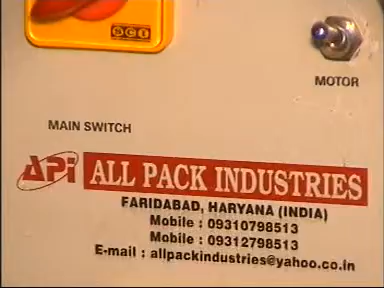 BCI
MOTOR
MAIN SWITCH
APi ALL PACK INDUSTRIES
FARIDABAD, HARYANA (INDIA)
Mobile : 09310798513
Mobile : 09312798513
E-mail : allpackindustries@yahoo.co.in